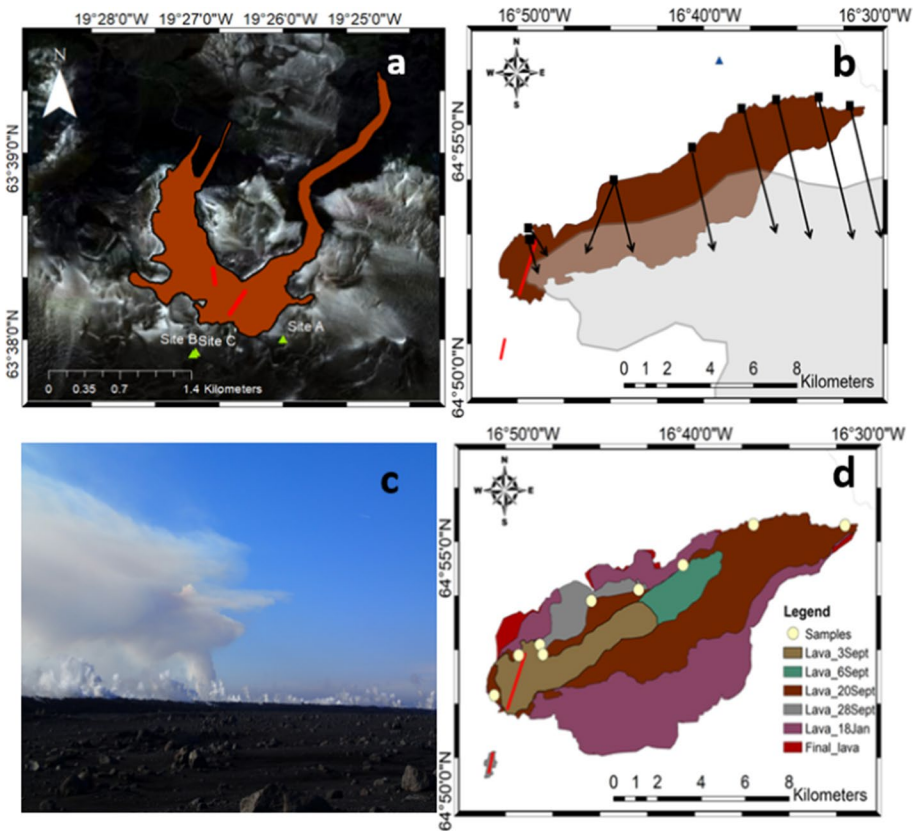 19°28'0"W 19°27'0"W 19°26'0"W 19°25'0"W
63°39'0"N
63°38'0"N
N
a
Site B
Site C
Site A
0 0.35 0.7 1.4 Kilometers
16°50'0"W 16°40'0"W 16°30'0"W
64°55'0"N
64°50'0"N
N
W E
S
b
0 1 2 4 6 8
Kilometers
c
16°50'0"W 16°40'0"W 16°30'0"W
64°55'0"N
64°50'0"N
N
W E
S
d
Legend
Samples
Lava_3Sept
Lava_6Sept
Lava_20Sept
Lava_28Sept
Lava_18Jan
Final_lava
0 1 2 4 6 8
Kilometers